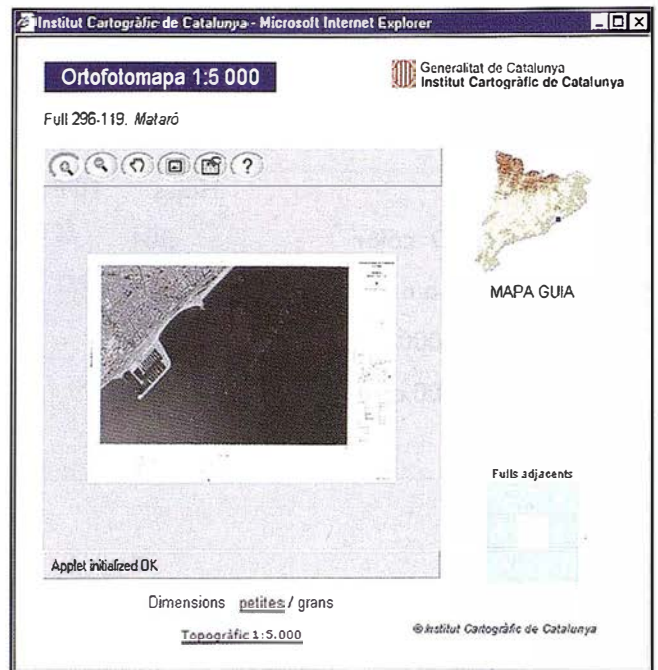 Institut Cartogràfic de Catalunya - Microsoft Internet Explorer
Ortofotomapa 1:5 000
Generalitat de Catalunya
Institut Cartogràfic de Catalunya
Full 296-119. Mataró
?
MAPA GUIA
Fulls adjacents
Applet initialized OK
Dimensions petites / grans
Topogràfic 1:5.000
© Institut Cartogràfic de Catalunya